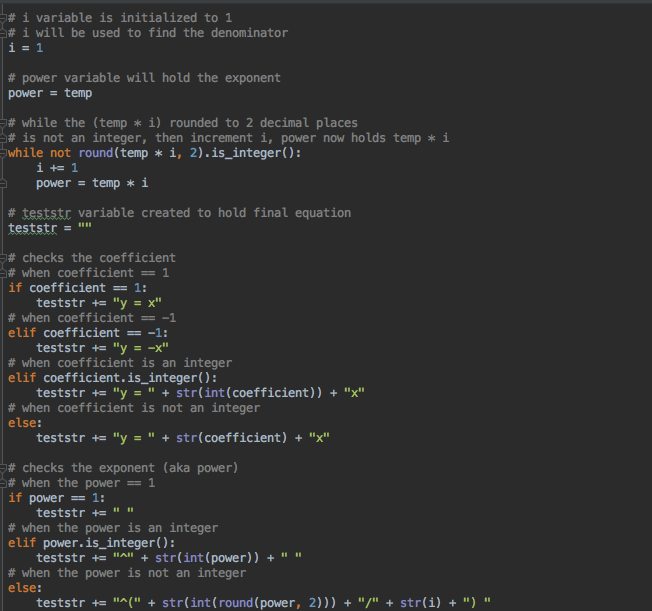 # i variable is initialized to 1
# i will be used to find the denominator
i = 1
# power variable will hold the exponent
power = temp
# while the (temp * i) rounded to 2 decimal places
# is not an integer, then increment i, power now holds temp * i
while not round(temp * i, 2).is_integer():
    i += 1
    power = temp * i
# teststr variable created to hold final equation
teststr = ""
# checks the coefficient
# when coefficient == 1
if coefficient == 1:
    teststr += "y = x"
# when coefficient == -1
elif coefficient == -1:
    teststr += "y = -x"
# when coefficient is an integer
elif coefficient.is_integer():
    teststr += "y = " + str(int(coefficient)) + "x"
# when coefficient is not an integer
else:
    teststr += "y = " + str(coefficient) + "x"
# checks the exponent (aka power)
# when the power == 1
if power == 1:
    teststr += " "
# when the power is an integer
elif power.is_integer():
    teststr += "^" + str(int(power)) + " "
# when the power is not an integer
else:
    teststr += "^(" + str(int(round(power, 2))) + "/" + str(i) + ") "